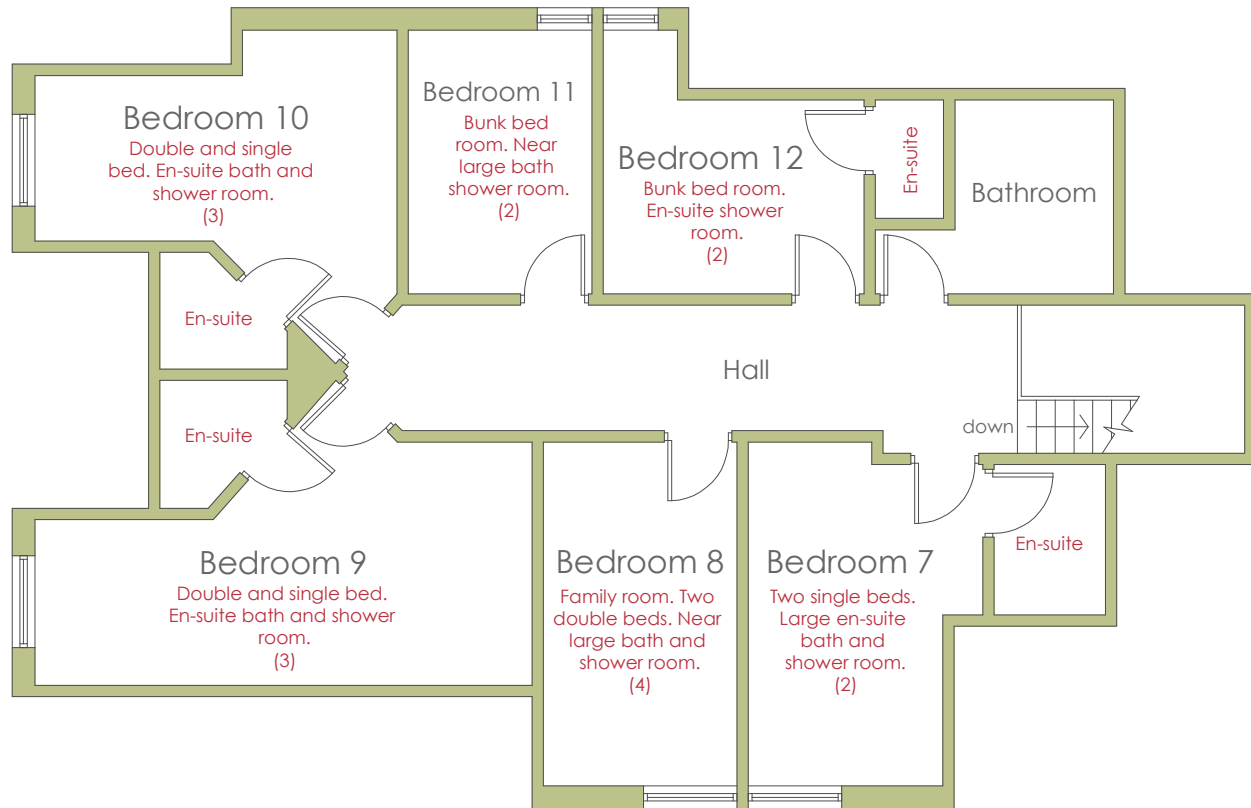 Bedroom 10
Double and single
bed. En-suite bath and
shower room.
(3)
Bedroom 11
Bunk bed
room. Near
large bath
shower room.
(2)
Bedroom 12
Bunk bed room.
En-suite shower
room.
(2)
En-suite
Bathroom
En-suite
Hall
En-suite
down
Bedroom 9
Double and single bed.
En-suite bath and shower
room.
(3)
Bedroom 8
Family room. Two
double beds. Near
large bath and
shower room.
(4)
Bedroom 7
Two single beds.
Large en-suite
bath and
shower room.
(2)
En-suite